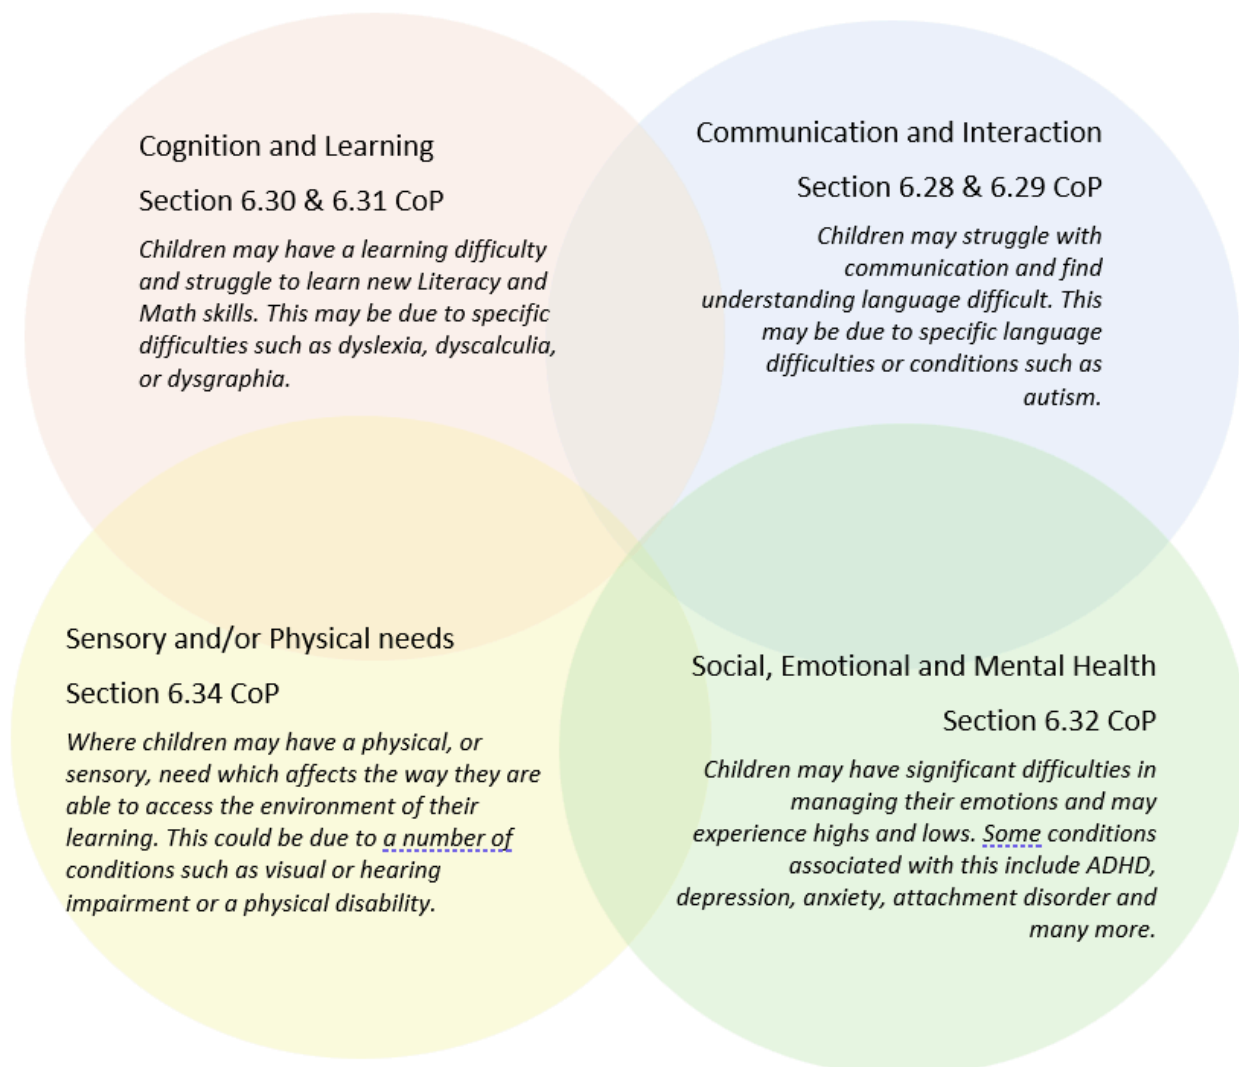 Cognition and Learning
Section 6.30 & 6.31 CoP
Children may have a learning difficulty
and struggle to learn new Literacy and
Math skills. This may be due to specific
difficulties such as dyslexia, dyscalculia,
or dysgraphia.
Communication and Interaction
Section 6.28 & 6.29 CoP
Children may struggle with
communication and find
understanding language difficult. This
may be due to specific language
difficulties or conditions such as
autism.
Sensory and/or Physical needs
Section 6.34 CoP
Where children may have a physical, or
sensory, need which affects the way they are
able to access the environment of their
learning. This could be due to a number of
conditions such as visual or hearing
impairment or a physical disability.
Social, Emotional and Mental Health
Section 6.32 CoP
Children may have significant difficulties in
managing their emotions and may
experience highs and lows. Some conditions
associated with this include ADHD,
depression, anxiety, attachment disorder and
many more.